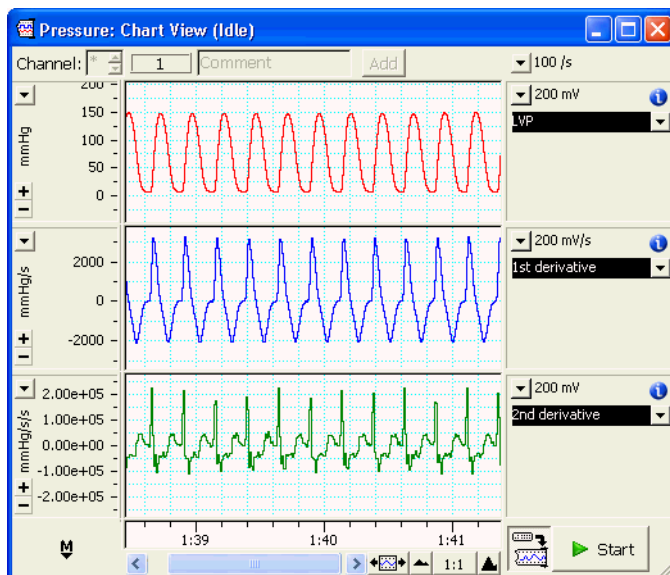 Pressure: Chart View (Idle)
Channel: * 1 Comment Add 100 /s
200
150
100
50
0
mmHg
200 mV
LVP
2000
0
-2000
mmHg/s
200 mV/s
1st derivative
2.00e+05
1.00e+05
0.00e+00
-1.00e+05
-2.00e+05
mmHg/s/s
200 mV
2nd derivative
1:39 1:40 1:41
M
1:1
Start